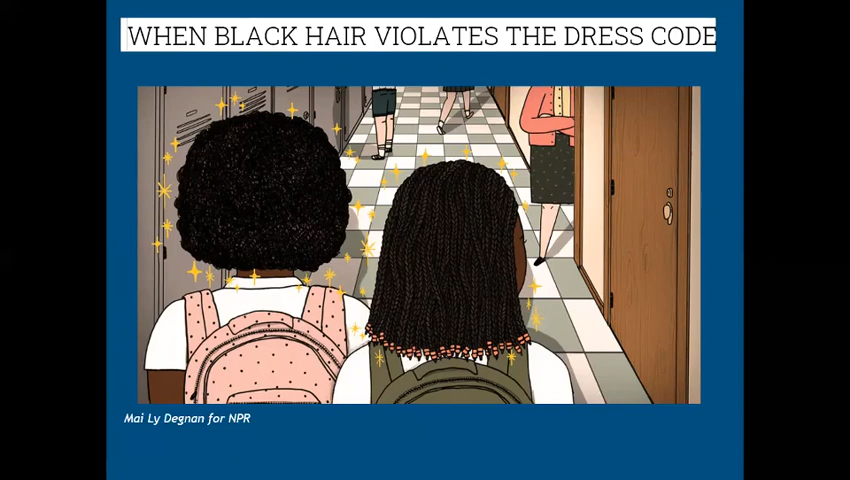 WHEN BLACK HAIR VIOLATES THE DRESS CODE
Mai Ly Degnan for NPR